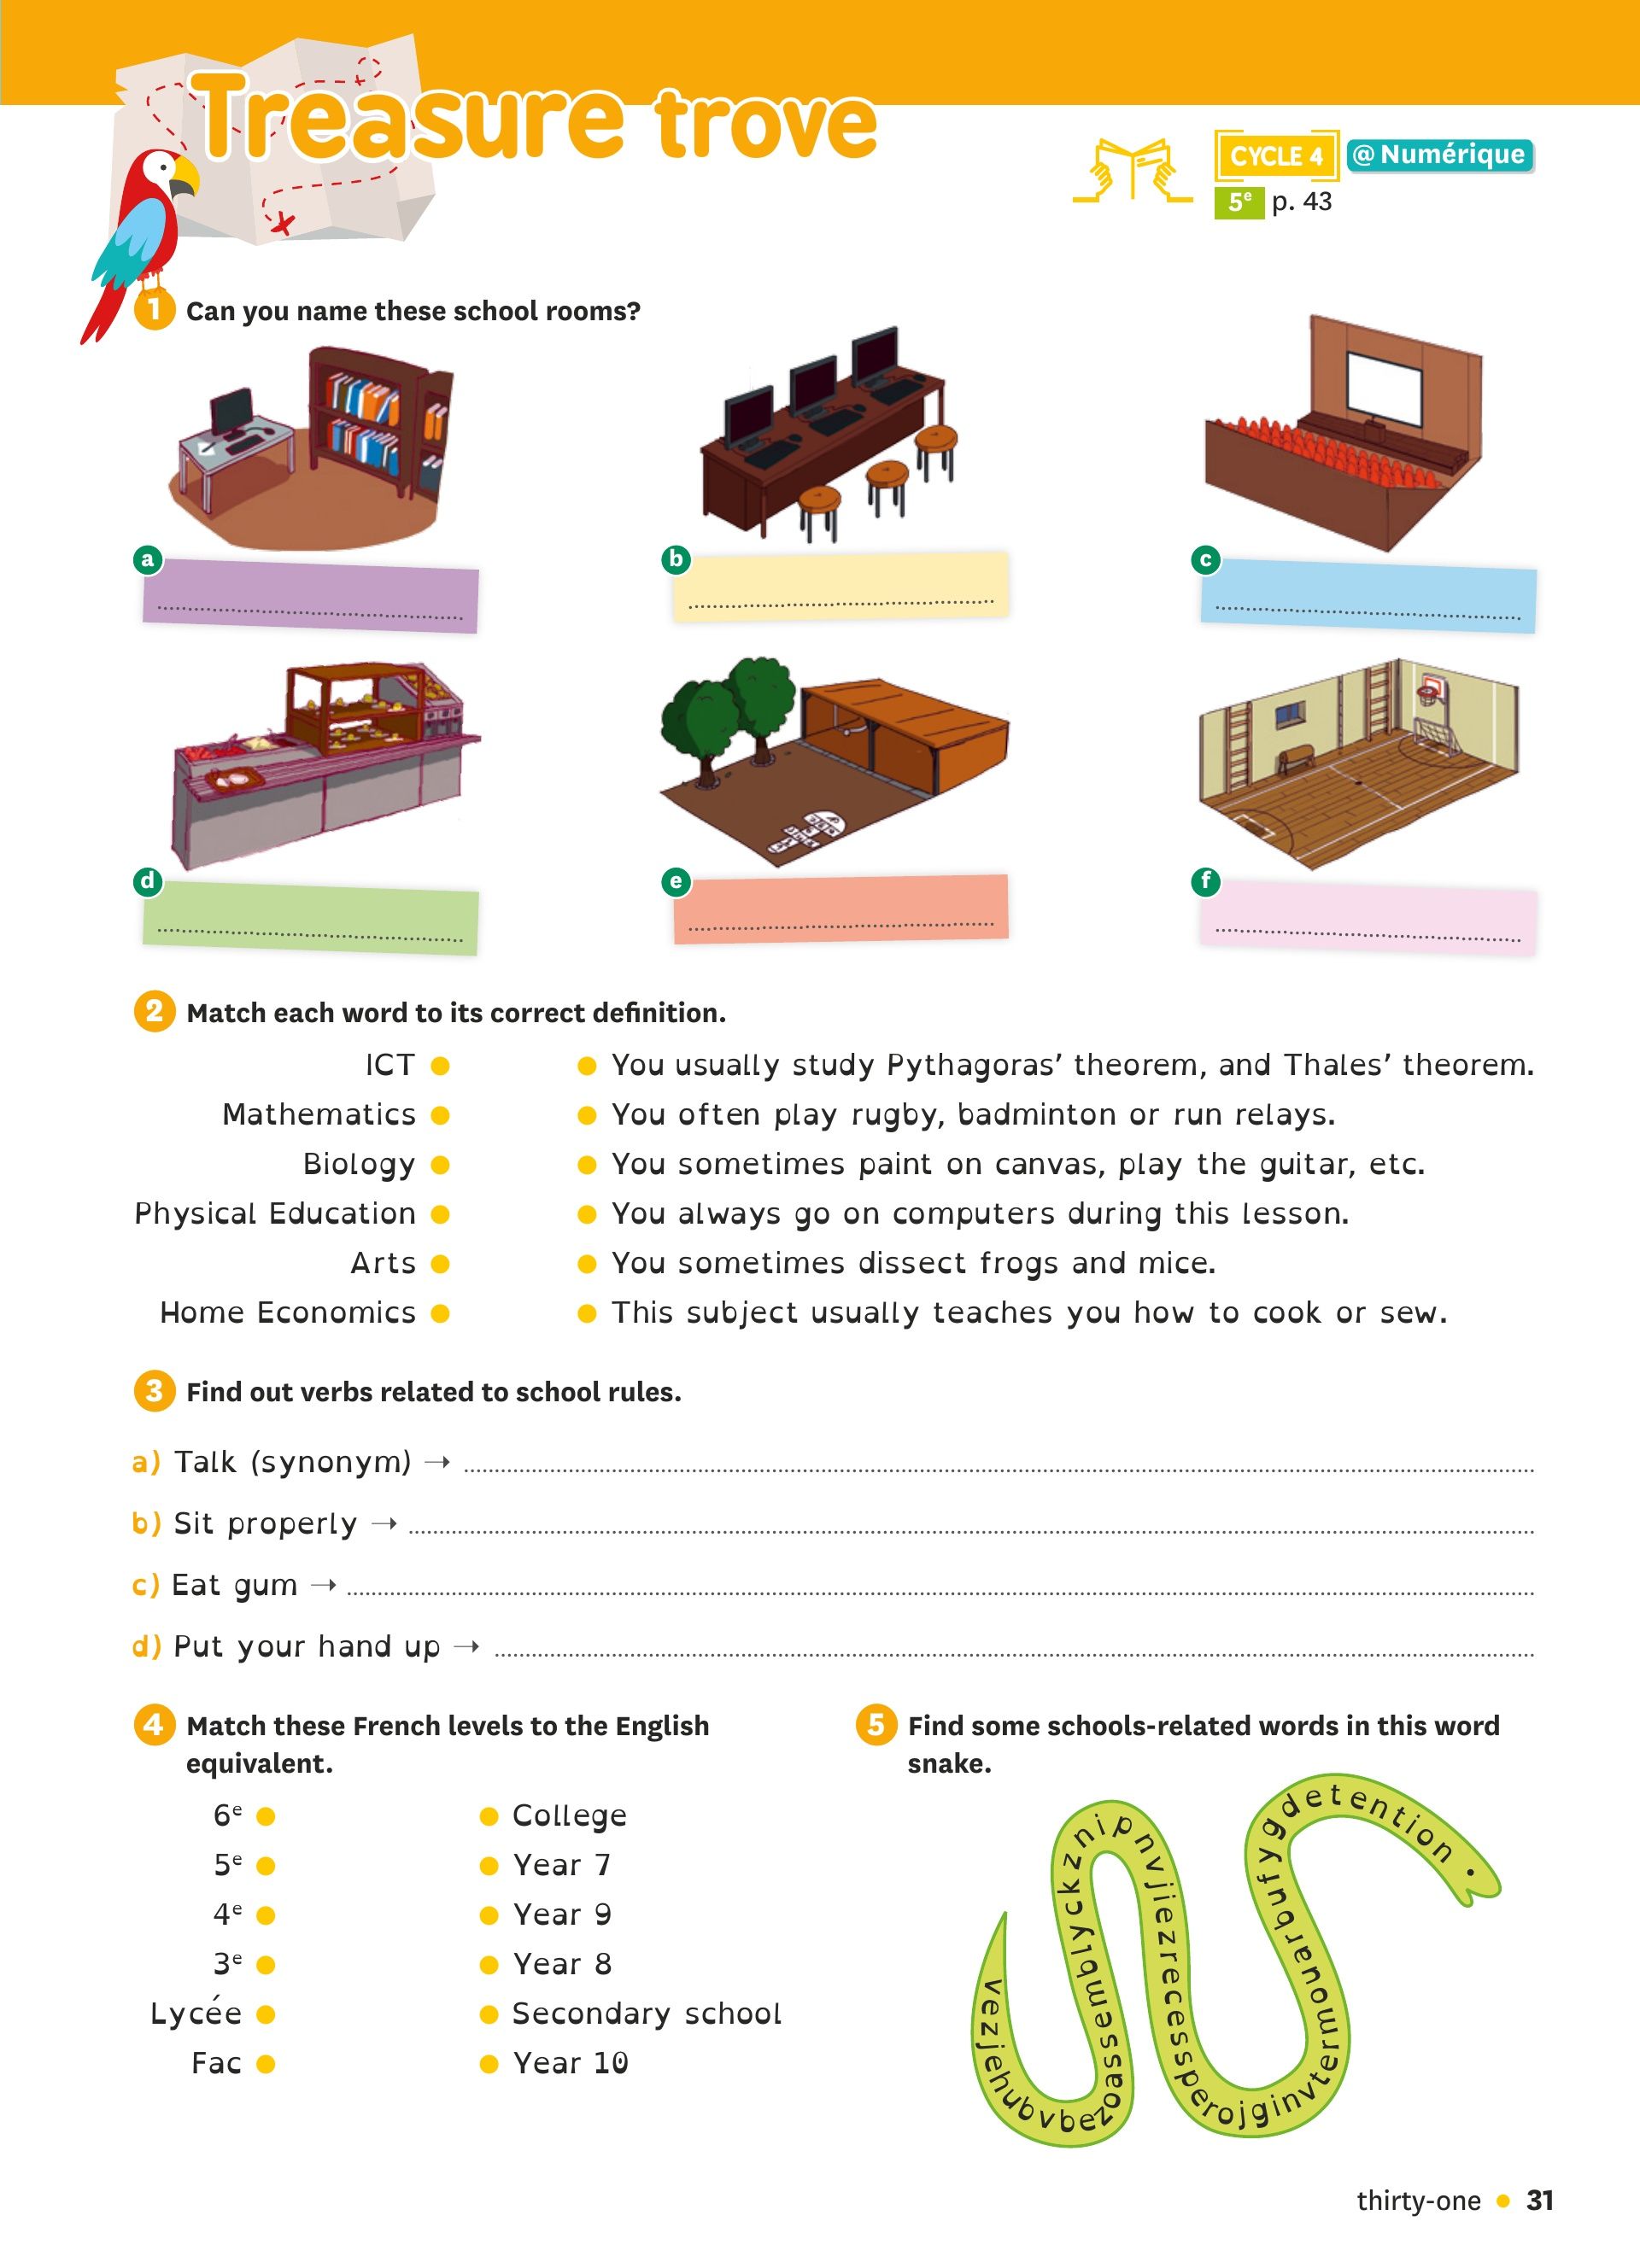 Treasure trove
CYCLE 4 @ Numérique
5e p. 43
1 Can you name these school rooms?
a
b
c
d
e
f
2 Match each word to its correct definition.
ICT • • You usually study Pythagoras’ theorem, and Thales’ theorem.
Mathematics • • You often play rugby, badminton or run relays.
Biology • • You sometimes paint on canvas, play the guitar, etc.
Physical Education • • You always go on computers during this lesson.
Arts • • You sometimes dissect frogs and mice.
Home Economics • • This subject usually teaches you how to cook or sew.
3 Find out verbs related to school rules.
a) Talk (synonym) →
b) Sit properly →
c) Eat gum →
d) Put your hand up →
4 Match these French levels to the English
equivalent.
6e • • College
5e • • Year 7
4e • • Year 9
3e • • Year 8
Lycée • • Secondary school
Fac • • Year 10
5 Find some schools-related words in this word
snake.
vezjehubvbezoassemblyckznipnvjiezrecessperojginvtermouarbnfygdetention
thirty-one • 31